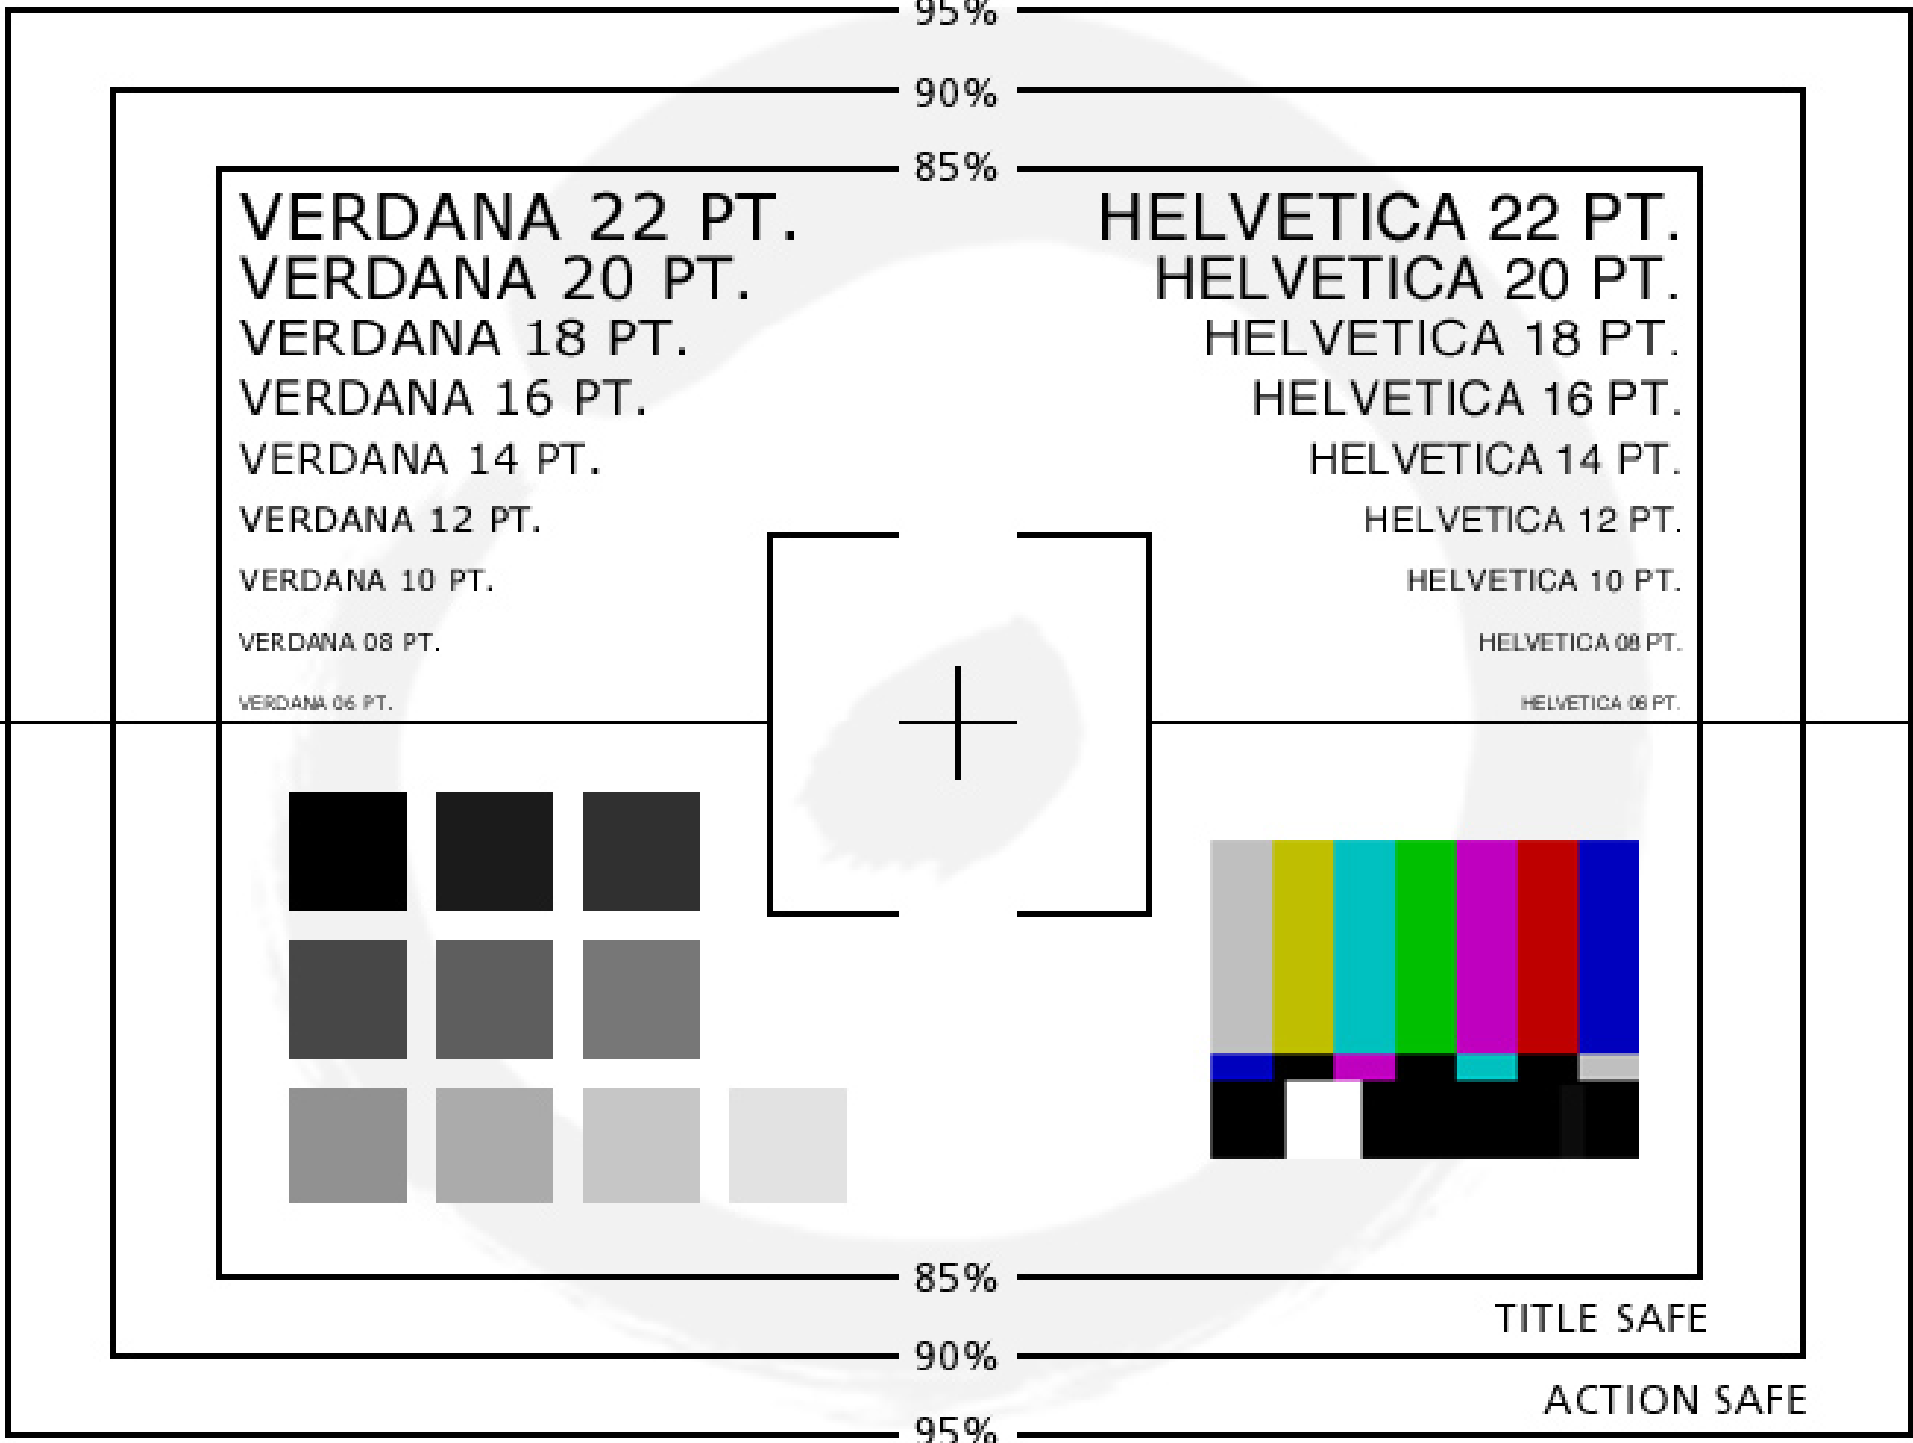 95%
90%
85%
VERDANA 22 PT. HELVETICA 22 PT.
VERDANA 20 PT. HELVETICA 20 PT.
VERDANA 18 PT. HELVETICA 18 PT.
VERDANA 16 PT. HELVETICA 16 PT.
VERDANA 14 PT. HELVETICA 14 PT.
VERDANA 12 PT. HELVETICA 12 PT.
VERDANA 10 PT. HELVETICA 10 PT.
VERDANA 08 PT. HELVETICA 08 PT.
VERDANA 06 PT. HELVETICA 06 PT.
85%
TITLE SAFE
90%
ACTION SAFE
95%